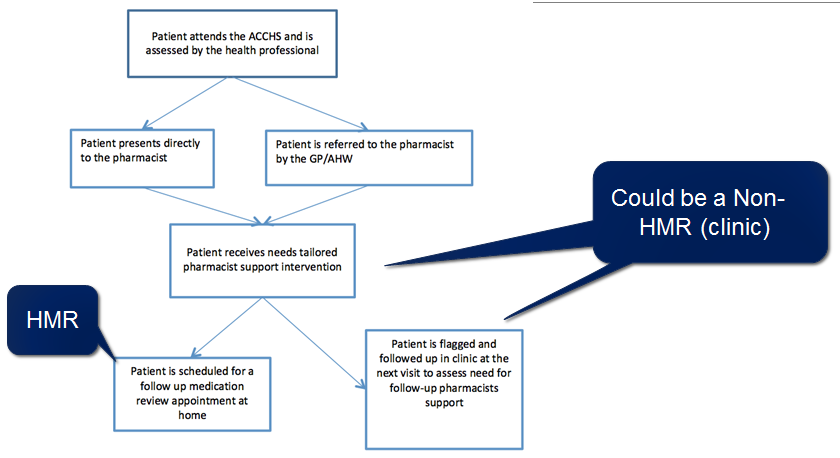 Patient attends the ACCHS and is
assessed by the health professional
Patient presents directly
to the pharmacist
Patient is referred to the pharmacist
by the GP/AHW
Could be a Non-
HMR (clinic)
Patient receives needs tailored
pharmacist support intervention
HMR
Patient is scheduled for a
follow up medication
review appointment at
home
Patient is flagged and
followed up in clinic at the
next visit to assess need for
follow-up pharmacists
support